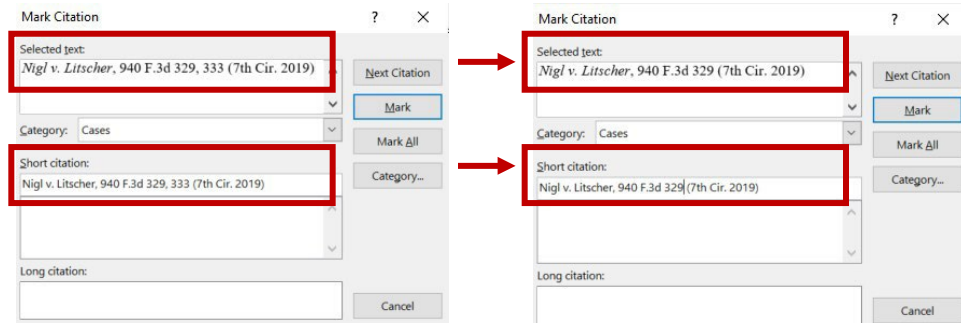 Mark Citation ? ×
Selected text:
Nigl v. Litscher, 940 F.3d 329, 333 (7th Cir. 2019)
Next Citation
Mark
Category: Cases
Mark All
Short citation:
Category...
Nigl v. Litscher, 940 F.3d 329, 333 (7th Cir. 2019)
Long citation:
Cancel
Mark Citation ? ×
Selected text:
Nigl v. Litscher, 940 F.3d 329 (7th Cir. 2019)
Next Citation
Mark
Category: Cases
Mark All
Short citation:
Category...
Nigl v. Litscher, 940 F.3d 329 (7th Cir. 2019)
Long citation:
Cancel